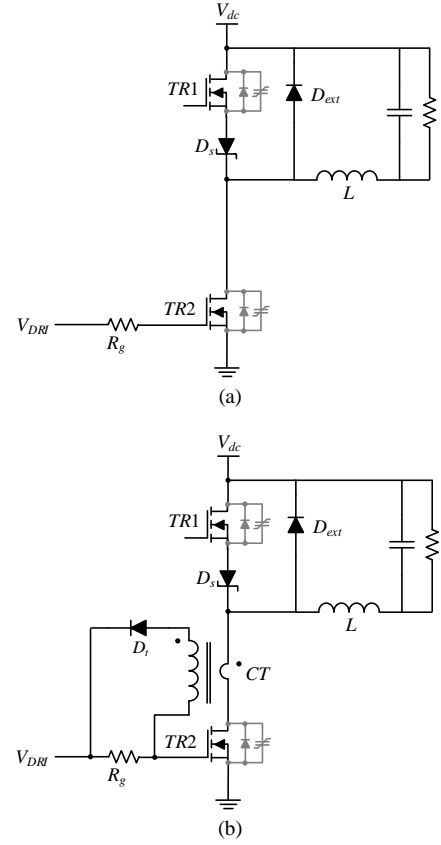 V_dc
TR1
D_ext
D_s
L
TR2
V_DRI
R_g
(a)
V_dc
TR1
D_ext
D_s
L
D_t
CT
TR2
V_DRI
R_g
(b)